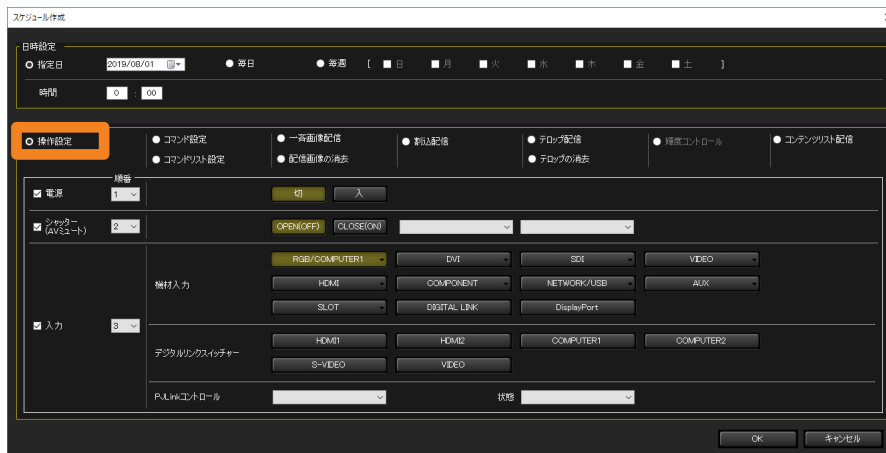 スケジュール作成
日時設定
指定日 2019/08/01 毎日 毎週 [ 日 月 火 水 木 金 土 ]
時間 0 : 00
操作設定 コマンド設定 一斉画像配信 割込配信 テロップ配信 輝度コントロール コンテンツリスト配信
コマンドリスト設定 配信画像の消去 テロップの消去
順番
電源 1 切 入
シャッター
(AVミュート) 2 OPEN(OFF) CLOSE(ON)
RGB/COMPUTER1 DVI SDI VIDEO
機材入力 HDMI COMPONENT NETWORK/USB AUX
SLOT DIGITAL LINK DisplayPort
入力 3
HDMI1 HDMI2 COMPUTER1 COMPUTER2
デジタルリンクスイッチャー
S-VIDEO VIDEO
PJLinkコントロール 状態
OK キャンセル